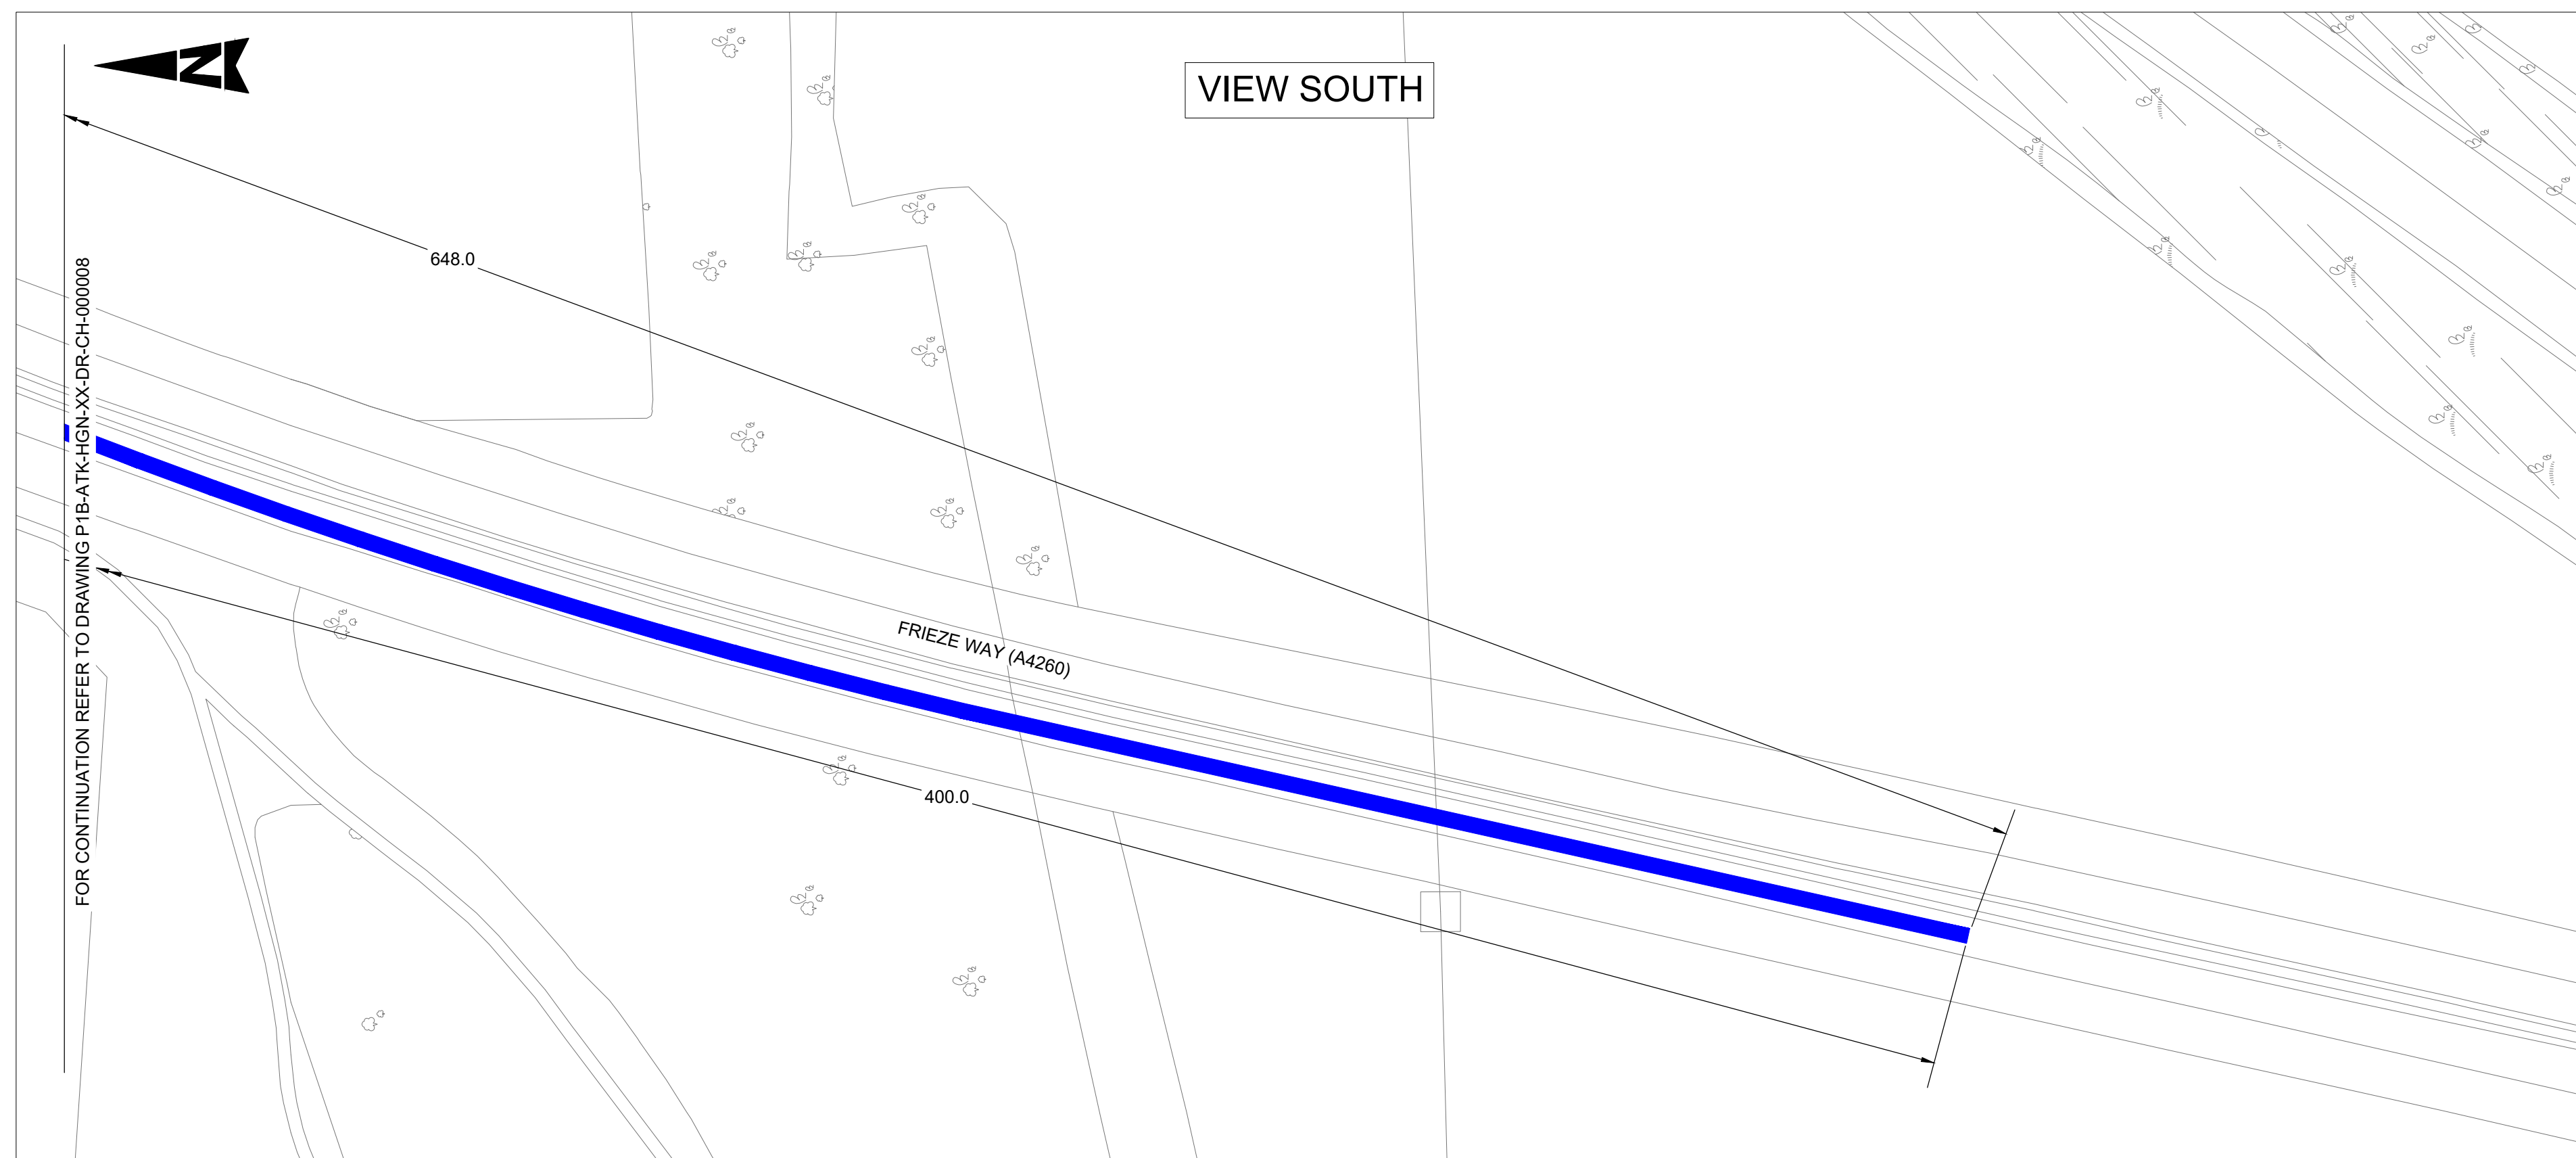 N
VIEW SOUTH
648.0
FOR CONTINUATION REFER TO DRAWING P1B-ATK-HGN-XX-DR-CH-000008
FRIEZE WAY (A4260)
400.0